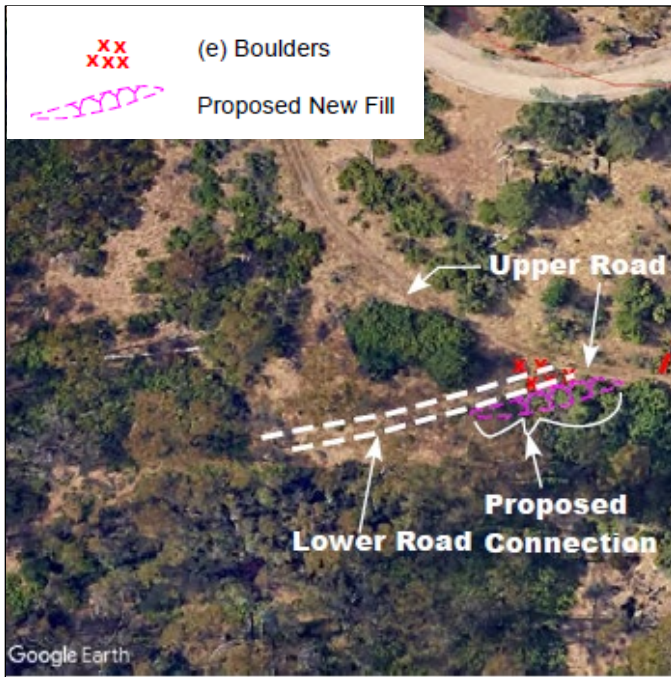 (e) Boulders
Proposed New Fill
Upper Road
Lower Road
Proposed
Connection
Google Earth